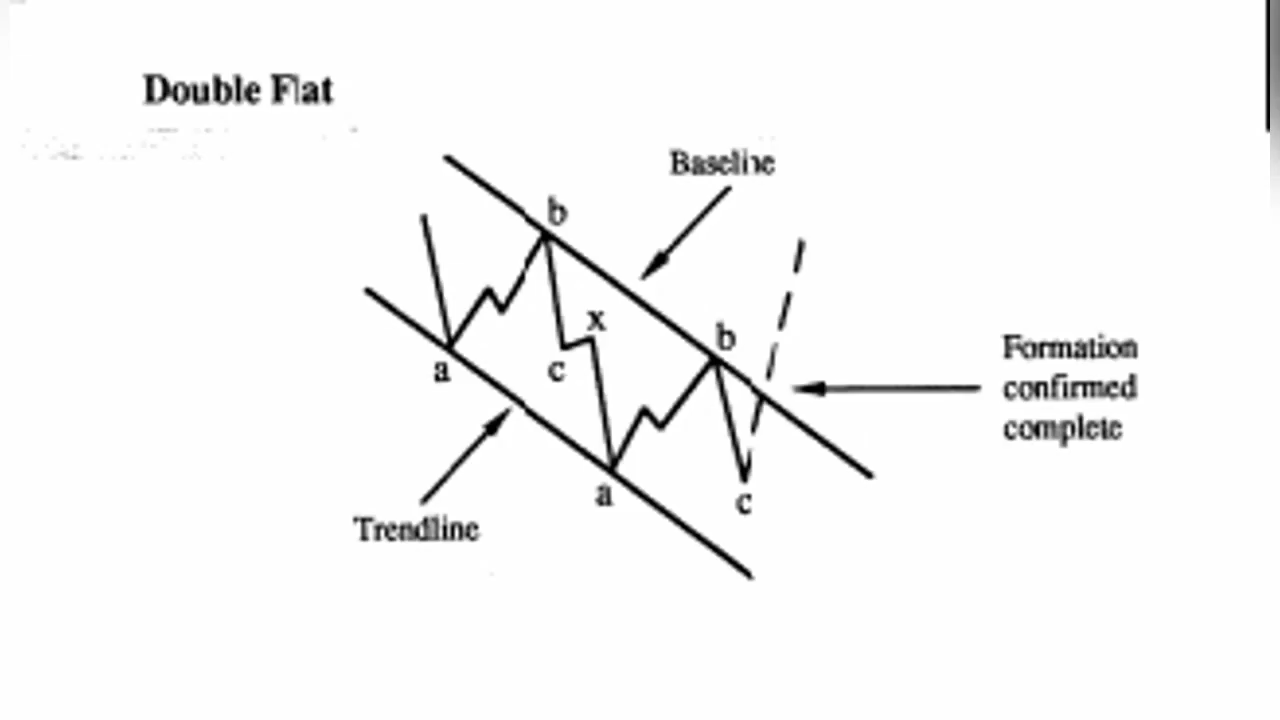 Double Flat
Baseline
b
x
b
a
c
Formation
confirmed
complete
a
c
Trendline